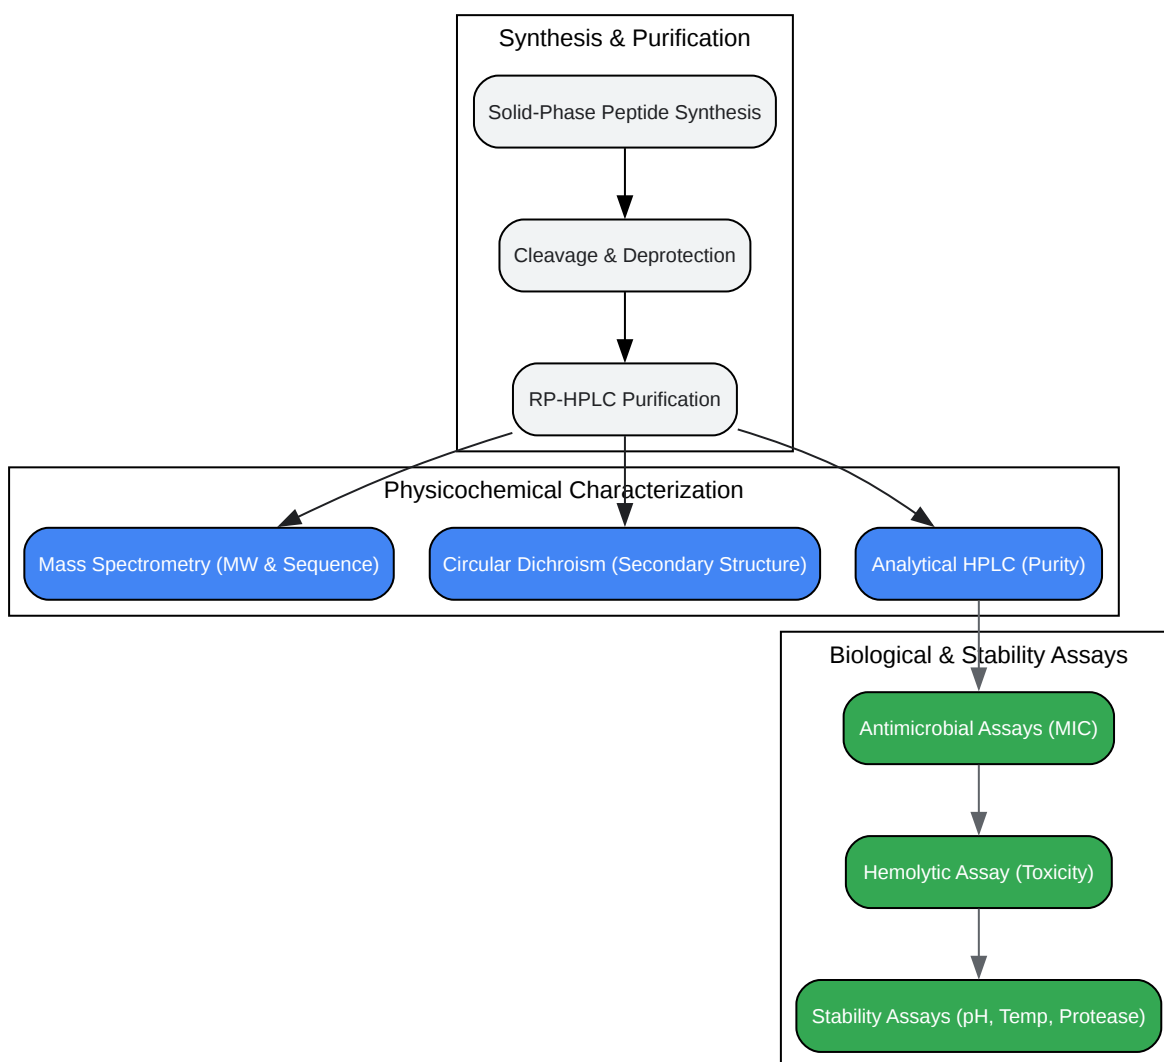 Synthesis & Purification
Solid-Phase Peptide Synthesis
Cleavage & Deprotection
RP-HPLC Purification
Physicochemical Characterization
Mass Spectrometry (MW & Sequence)
Circular Dichroism (Secondary Structure)
Analytical HPLC (Purity)
Biological & Stability Assays
Antimicrobial Assays (MIC)
Hemolytic Assay (Toxicity)
Stability Assays (pH, Temp, Protease)